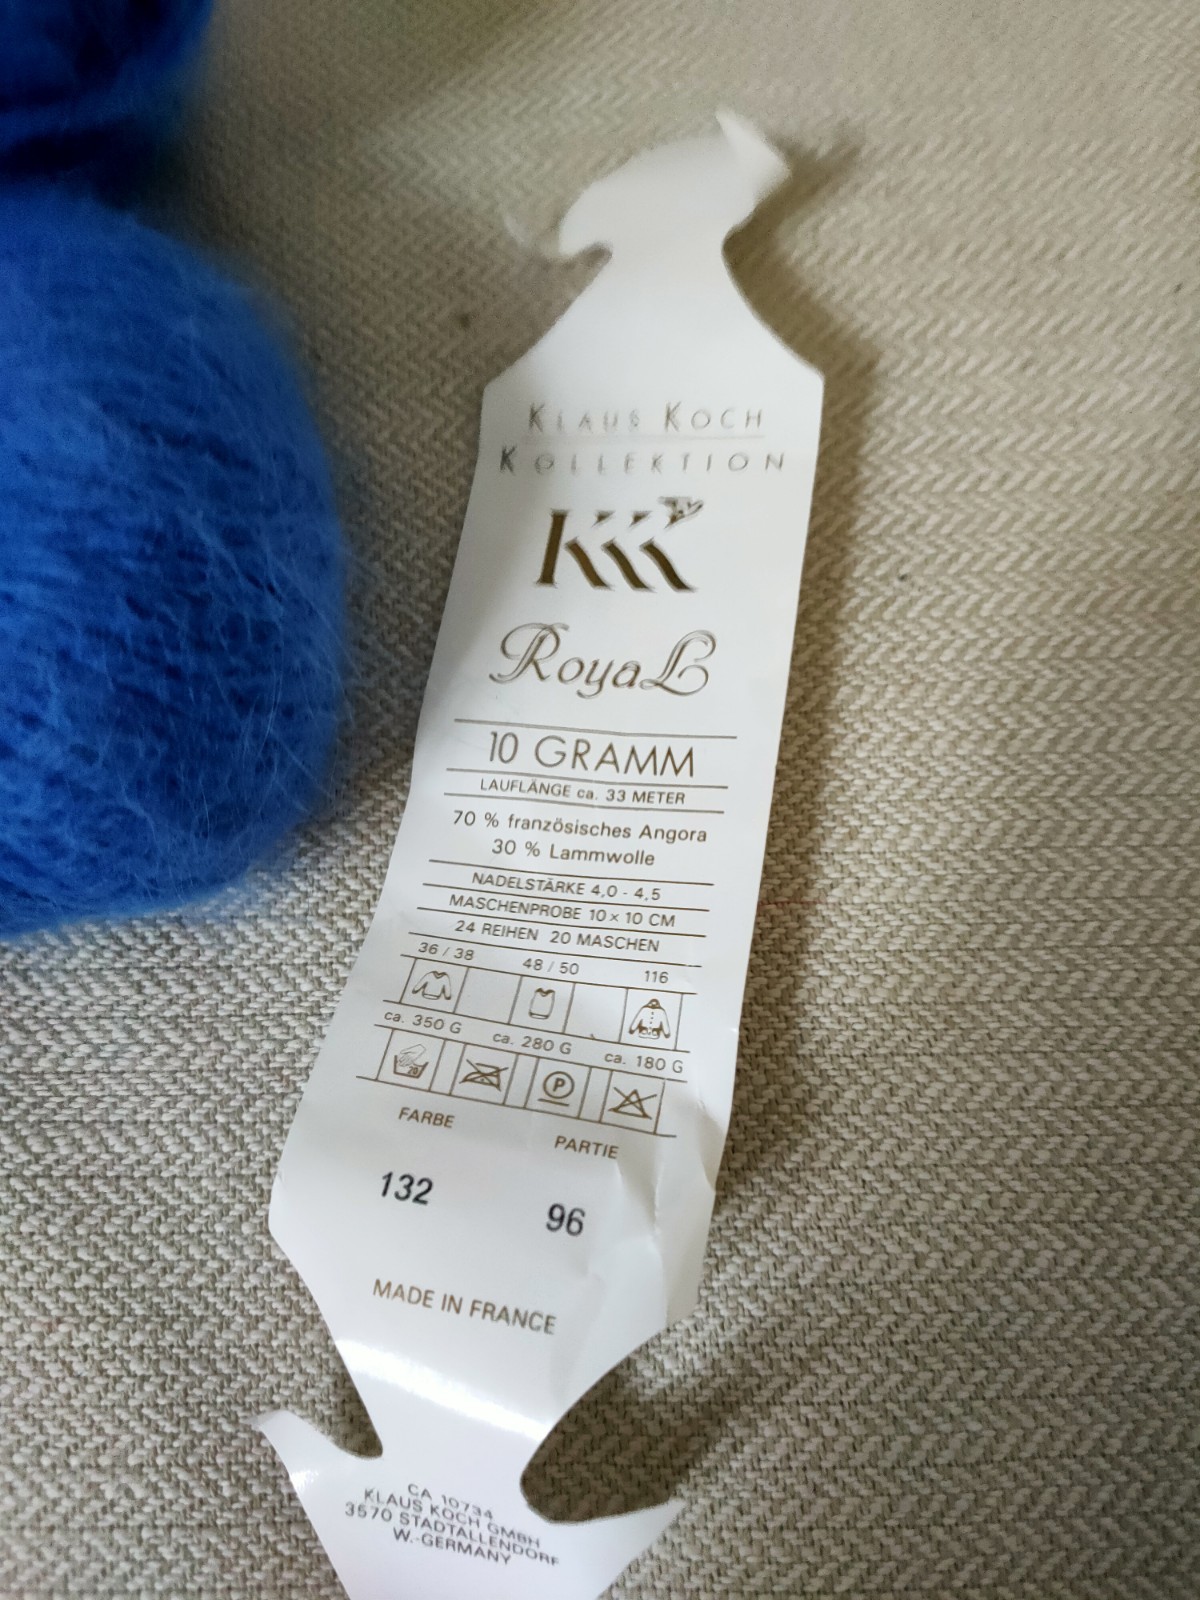 KLAUS KOCH
KOLLEKTION
KKK
RoyaL
10 GRAMM
LAUFLÄNGE ca. 33 METER
70 % französisches Angora
30 % Lammwolle
NADELSTÄRKE 4,0 - 4,5
MASCHENPROBE 10 × 10 CM
24 REIHEN 20 MASCHEN
36 / 38 48 / 50 116
ca. 350 G ca. 280 G ca. 180 G
20 P
FARBE PARTIE
132 96
MADE IN FRANCE
CA 10734
KLAUS KOCH GMBH
3570 STADTALLENDORF
W.-GERMANY